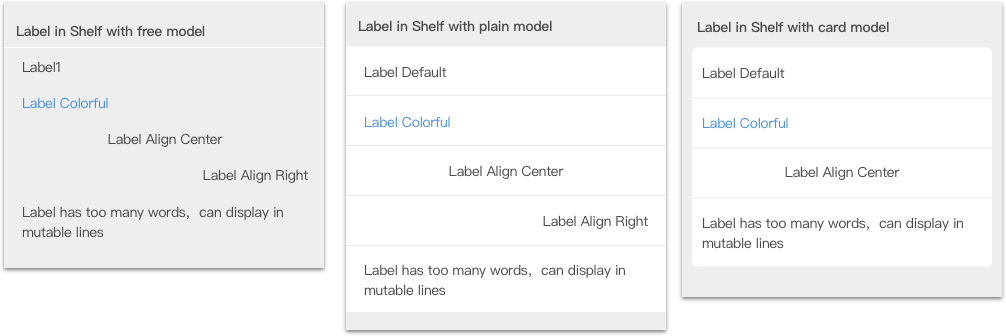 Label in Shelf with free model
Label1
Label Colorful
Label Align Center
Label Align Right
Label has too many words，can display in
mutable lines
Label in Shelf with plain model
Label Default
Label Colorful
Label Align Center
Label Align Right
Label has too many words，can display in
mutable lines
Label in Shelf with card model
Label Default
Label Colorful
Label Align Center
Label has too many words，can display in
mutable lines